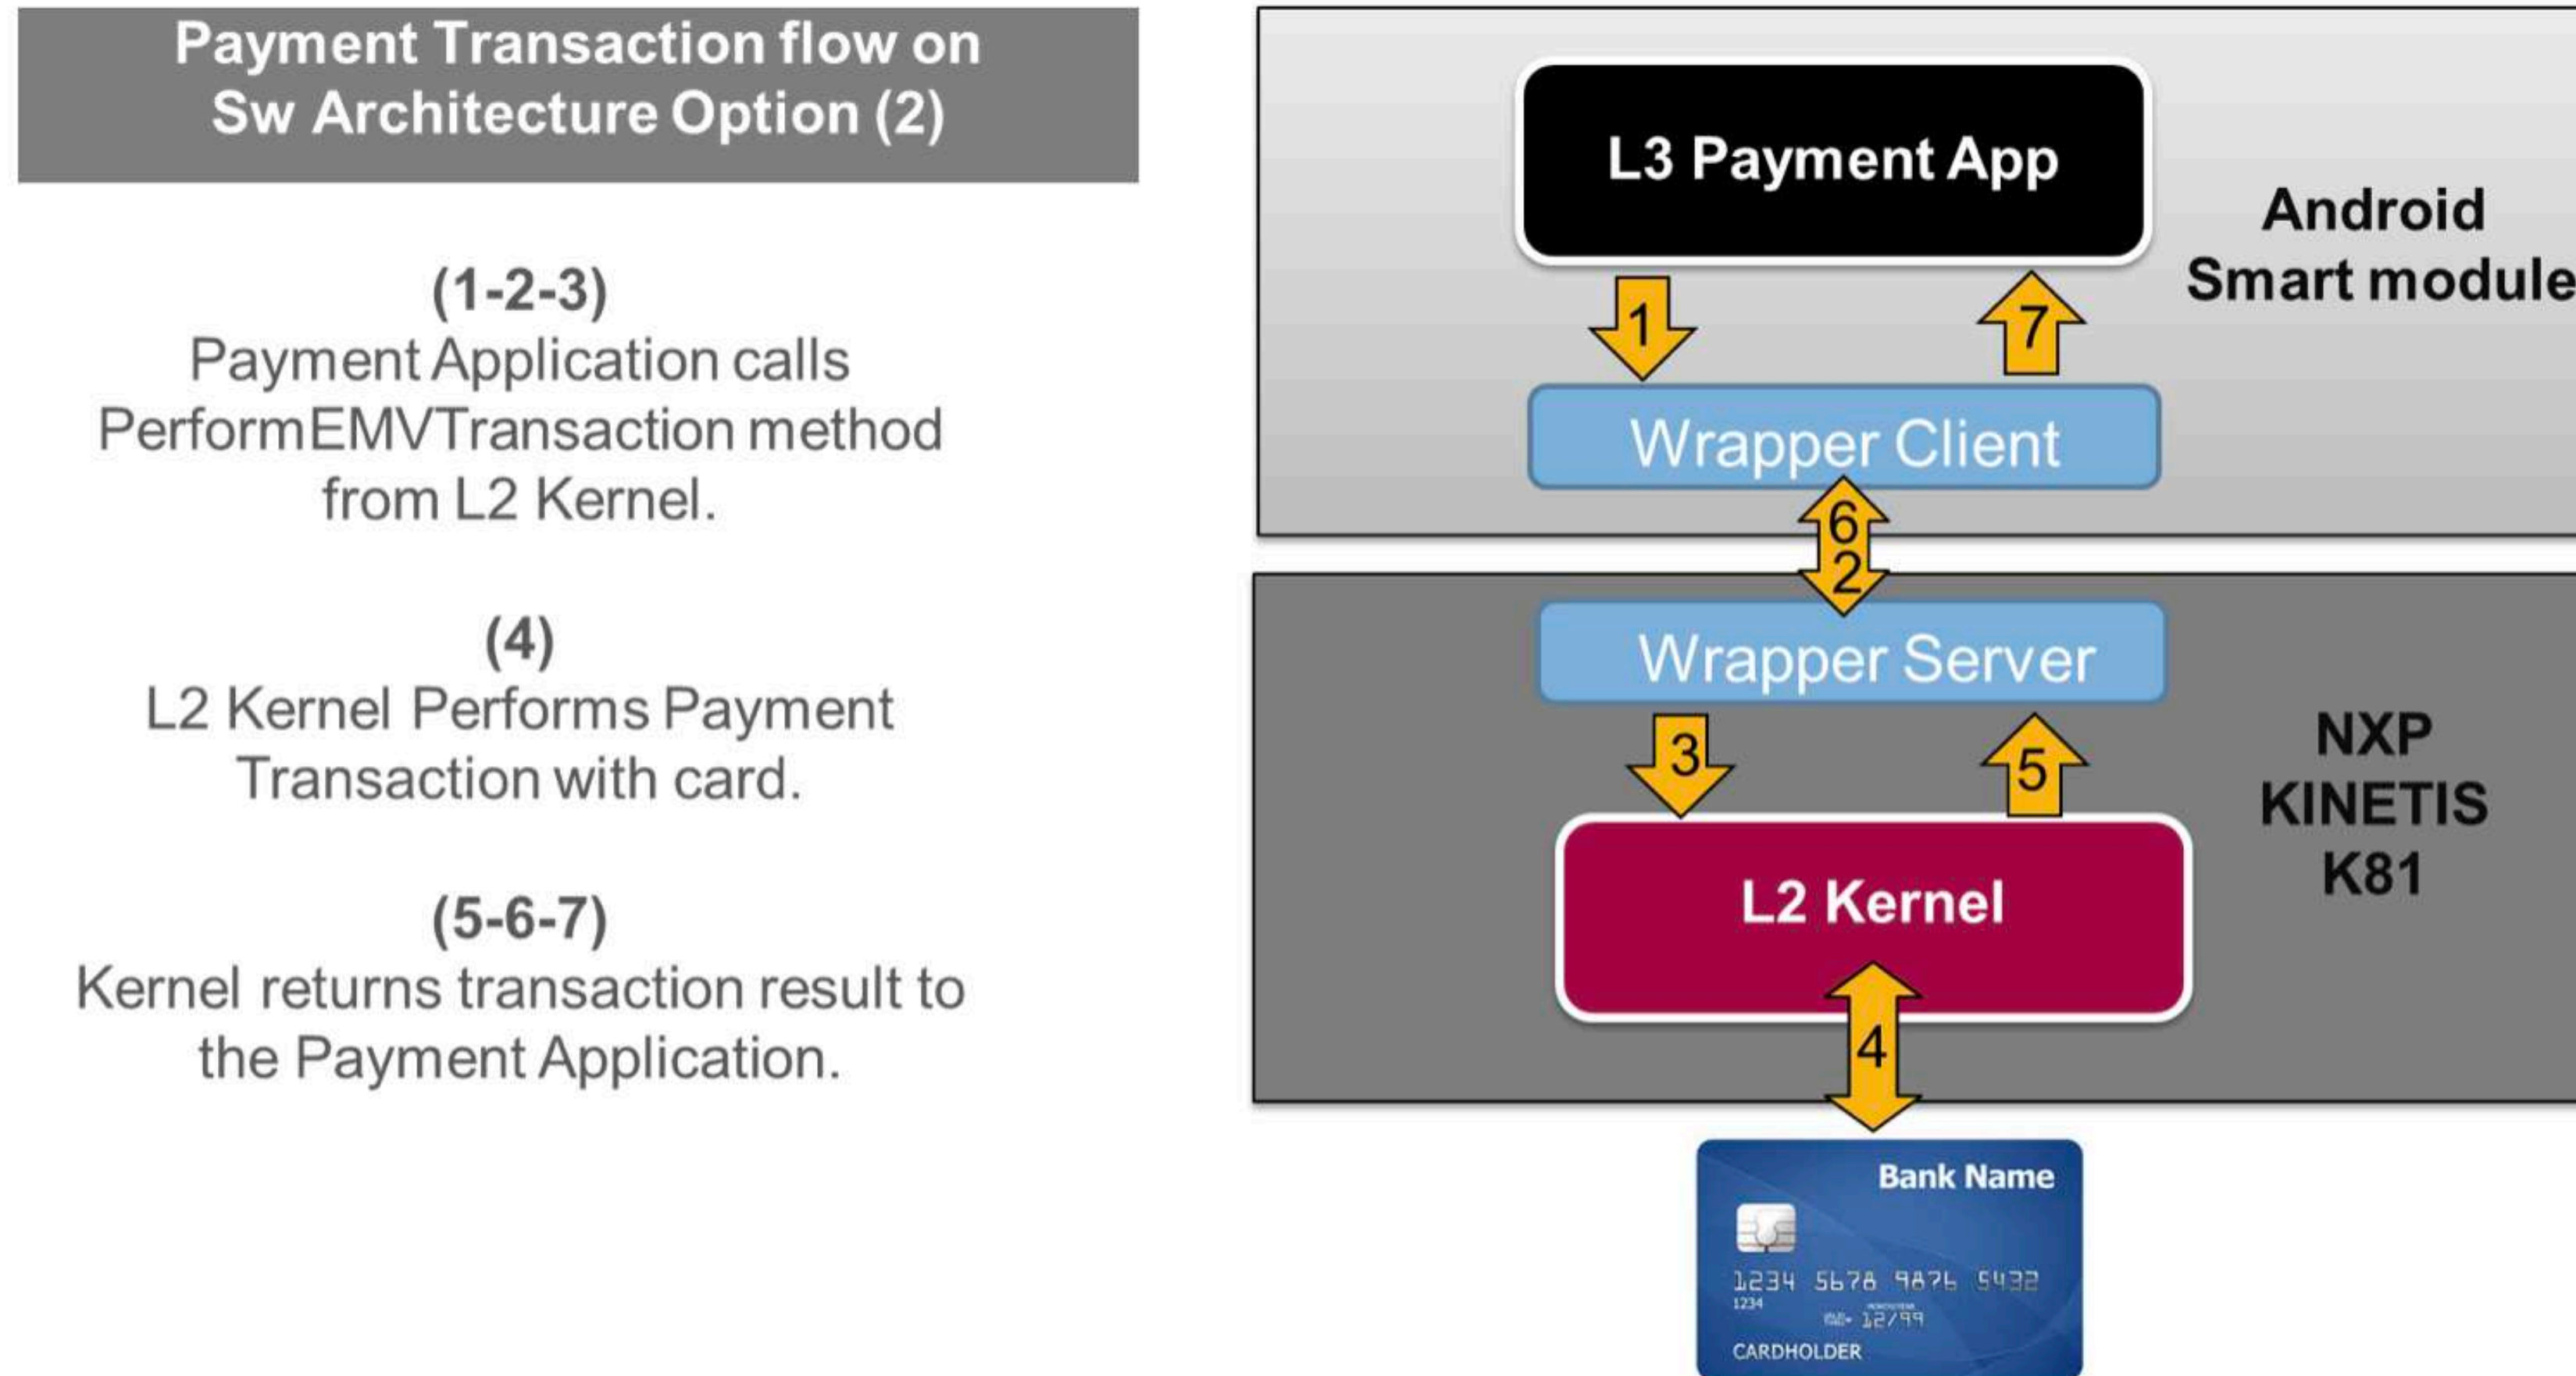 Payment Transaction flow on
Sw Architecture Option (2)
(1-2-3)
Payment Application calls
PerformEMVTransaction method
from L2 Kernel.
(4)
L2 Kernel Performs Payment
Transaction with card.
(5-6-7)
Kernel returns transaction result to
the Payment Application.
L3 Payment App
Android
Smart module
1
7
Wrapper Client
6
2
Wrapper Server
3
5
NXP
KINETIS
K81
L2 Kernel
4
Bank Name
1234 5678 9876 5432
1234
12/99
CARDHOLDER